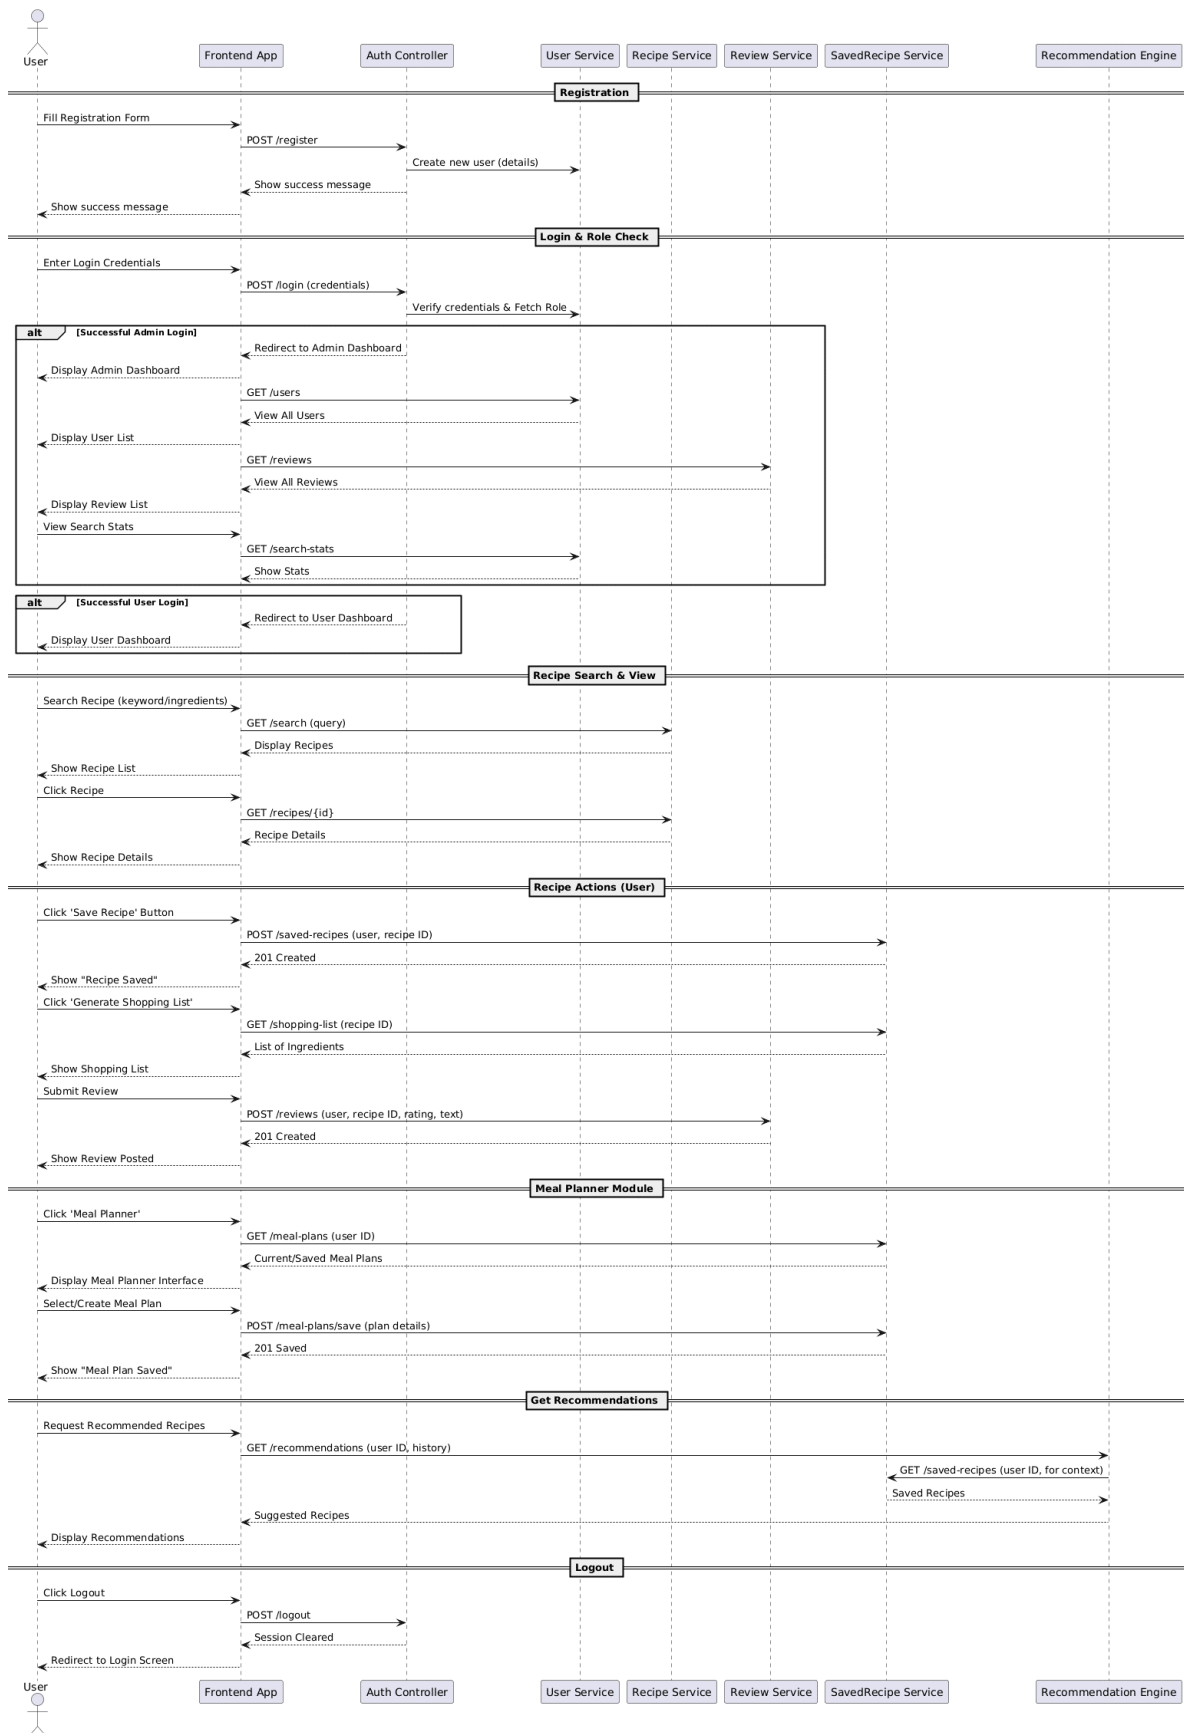 User
Frontend App
Auth Controller
User Service
Recipe Service
Review Service
SavedRecipe Service
Recommendation Engine
Registration
Fill Registration Form
POST /register
Create new user (details)
Show success message
Show success message
Login & Role Check
Enter Login Credentials
POST /login (credentials)
Verify credentials & Fetch Role
alt [Successful Admin Login]
Redirect to Admin Dashboard
Display Admin Dashboard
GET /users
View All Users
Display User List
GET /reviews
View All Reviews
Display Review List
View Search Stats
GET /search-stats
Show Stats
alt [Successful User Login]
Redirect to User Dashboard
Display User Dashboard
Recipe Search & View
Search Recipe (keyword/ingredients)
GET /search (query)
Display Recipes
Show Recipe List
Click Recipe
GET /recipes/{id}
Recipe Details
Show Recipe Details
Recipe Actions (User)
Click 'Save Recipe' Button
POST /saved-recipes (user, recipe ID)
201 Created
Show "Recipe Saved"
Click 'Generate Shopping List'
GET /shopping-list (recipe ID)
List of Ingredients
Show Shopping List
Submit Review
POST /reviews (user, recipe ID, rating, text)
201 Created
Show Review Posted
Meal Planner Module
Click 'Meal Planner'
GET /meal-plans (user ID)
Current/Saved Meal Plans
Display Meal Planner Interface
Select/Create Meal Plan
POST /meal-plans/save (plan details)
201 Saved
Show "Meal Plan Saved"
Get Recommendations
Request Recommended Recipes
GET /recommendations (user ID, history)
GET /saved-recipes (user ID, for context)
Saved Recipes
Suggested Recipes
Display Recommendations
Logout
Click Logout
POST /logout
Session Cleared
Redirect to Login Screen
User
Frontend App
Auth Controller
User Service
Recipe Service
Review Service
SavedRecipe Service
Recommendation Engine